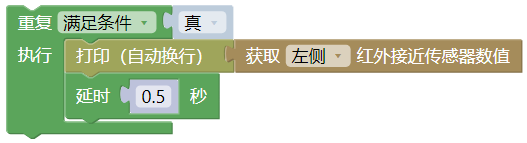 重复 满足条件 真
执行 打印（自动换行） 获取 左侧 红外接近传感器数值
延时 0.5 秒